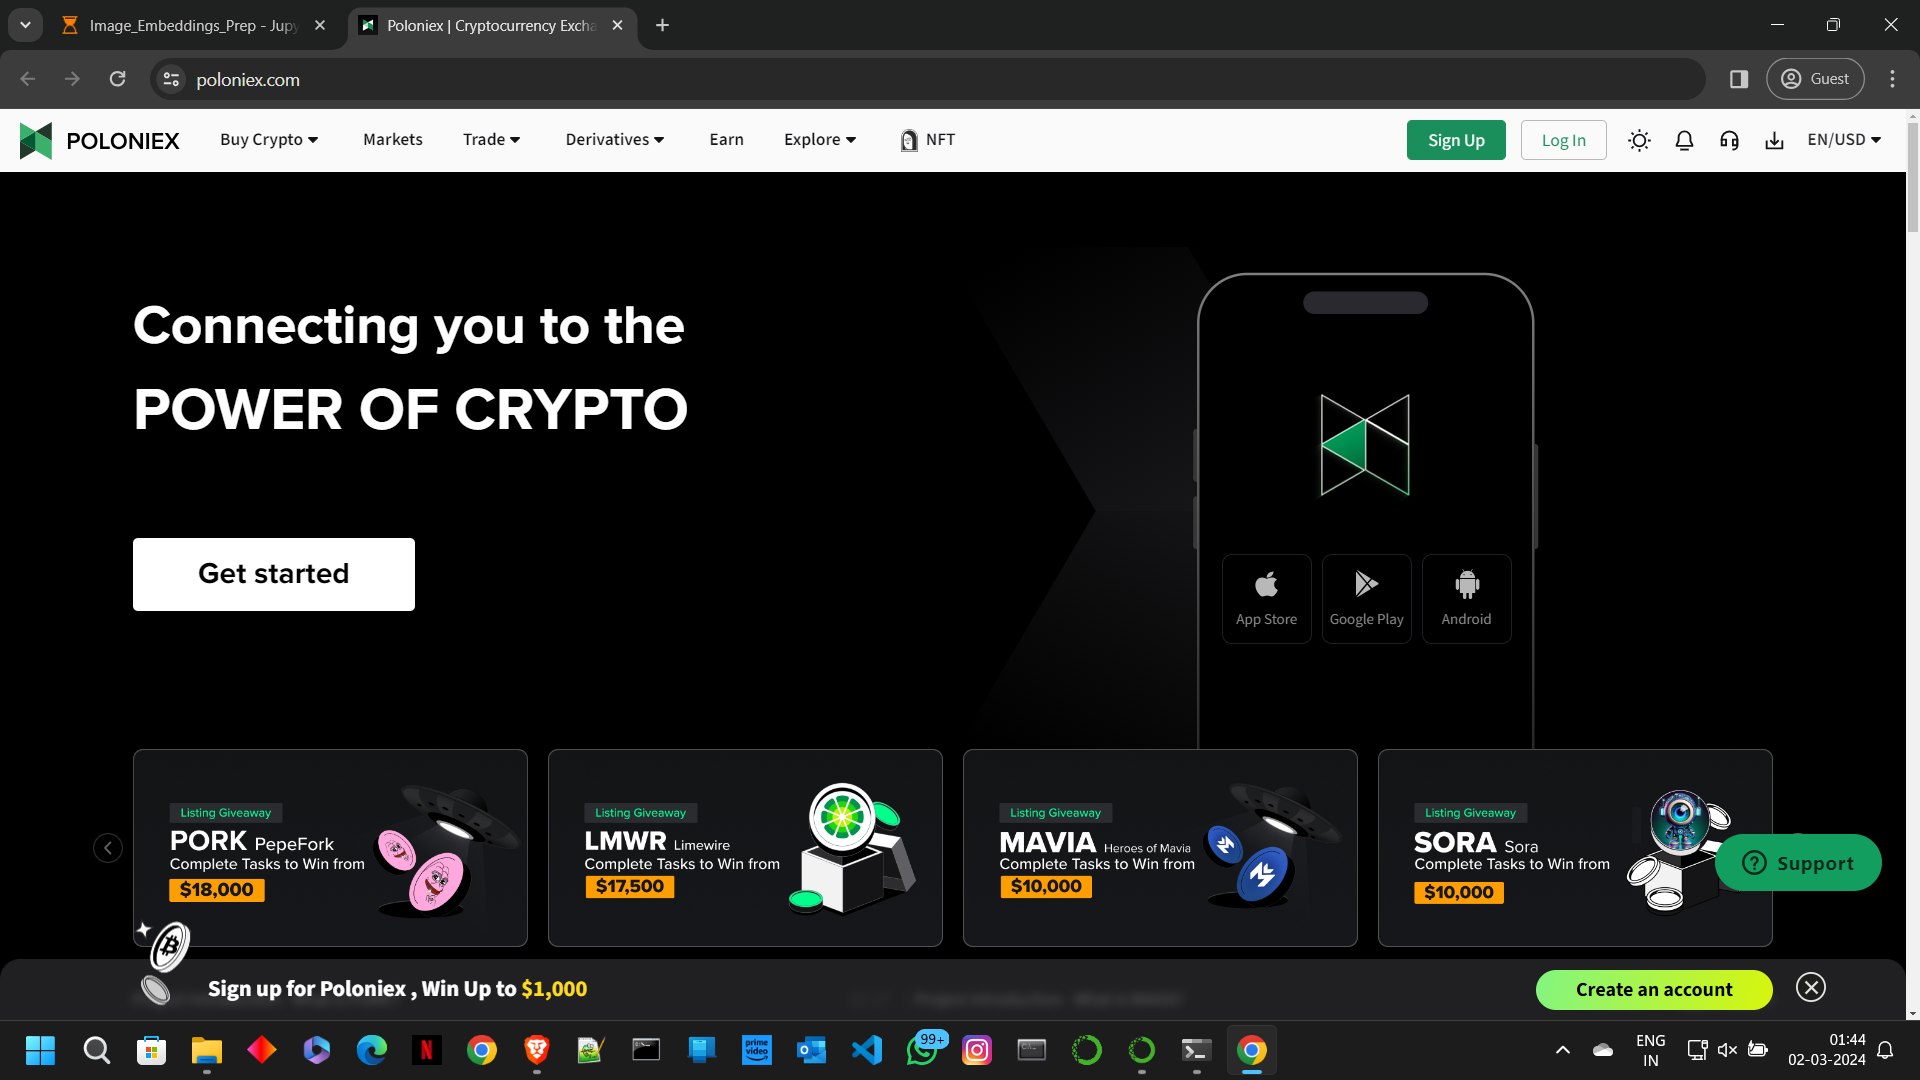 Image_Embeddings_Prep - Jupy
Poloniex | Cryptocurrency Excha
poloniex.com
Guest
POLONIEX
Buy Crypto
Markets
Trade
Derivatives
Earn
Explore
NFT
Sign Up
Log In
EN/USD
Connecting you to the
POWER OF CRYPTO
Get started
App Store
Google Play
Android
Listing Giveaway
PORK PepeFork
Complete Tasks to Win from
$18,000
Listing Giveaway
LMWR Limewire
Complete Tasks to Win from
$17,500
Listing Giveaway
MAVIA Heroes of Mavia
Complete Tasks to Win from
$10,000
Listing Giveaway
SORA Sora
Complete Tasks to Win from
$10,000
Support
Sign up for Poloniex , Win Up to $1,000
Create an account
prime video
99+
ENG
IN
01:44
02-03-2024